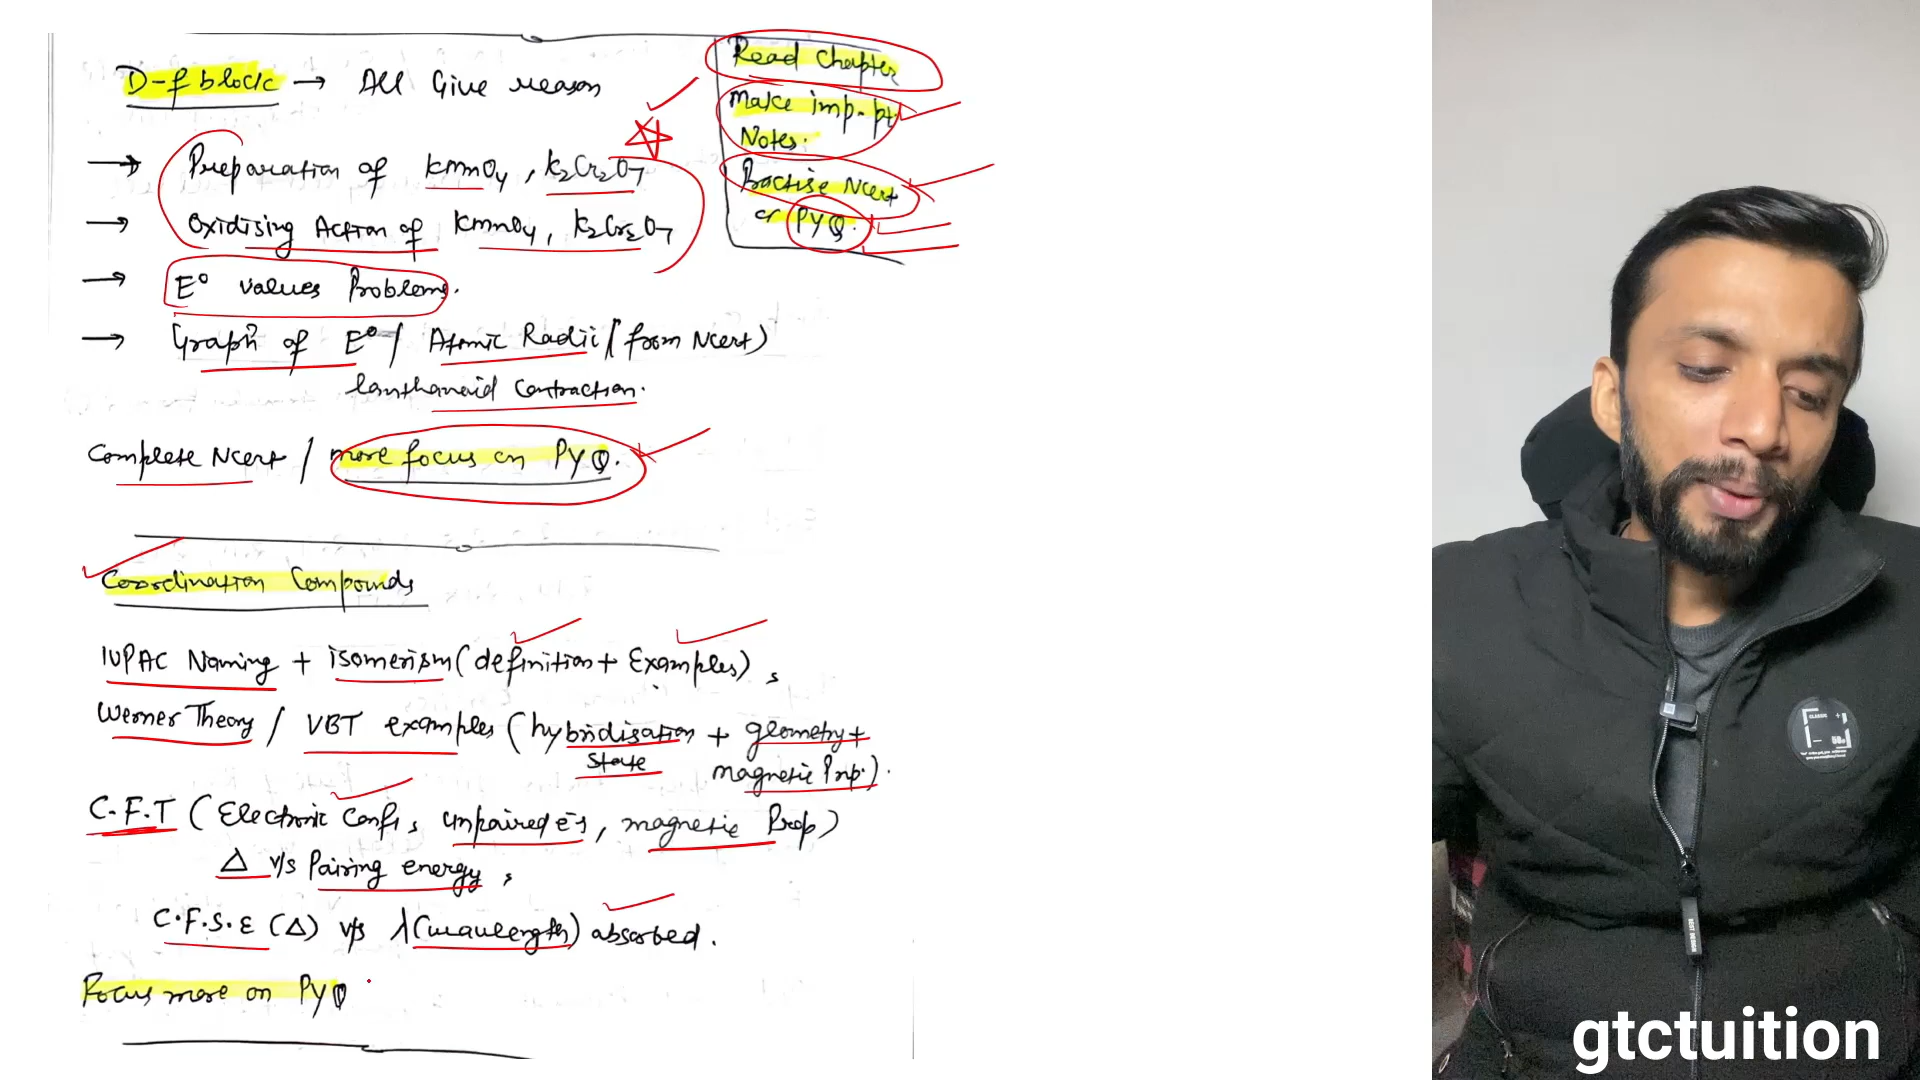 D-f block → All Give reason
→ Preparation of KMnO4, K2Cr2O7
→ Oxidising Action of KMnO4, K2Cr2O7
→ E° values Problems.
→ Graph of E° / Atomic Radii (from Ncert)
lanthanoid Contraction.
Complete Ncert / more focus on PYQ.
Read Chapter
Make imp. pt
Notes.
Practise Ncert
or PYQ.
Coordination Compounds
IUPAC Naming + isomerism (definition + Examples),
Werner Theory / VBT examples (hybridisation + geometry +
state magnetic Prop.).
C.F.T (Electronic Config, unpaired e-s, magnetic Prop)
Δ v/s Pairing energy,
C.F.S.E (Δ) v/s λ (wavelength) absorbed.
Focus more on PYQ
gtctuition